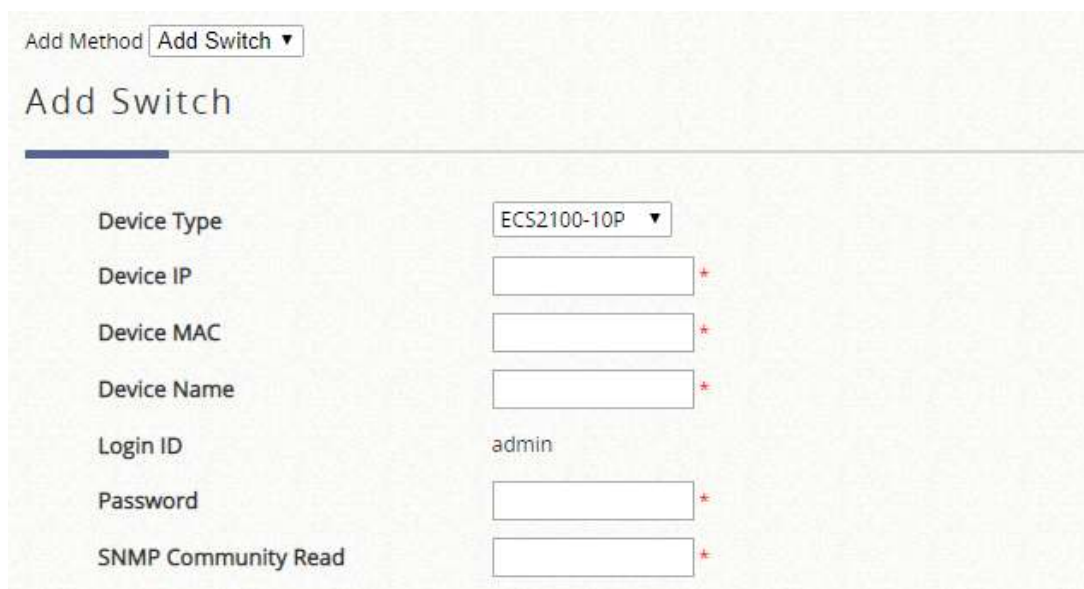 Add Method Add Switch ▼
Add Switch
Device Type ECS2100-10P ▼
Device IP *
Device MAC *
Device Name *
Login ID admin
Password *
SNMP Community Read *